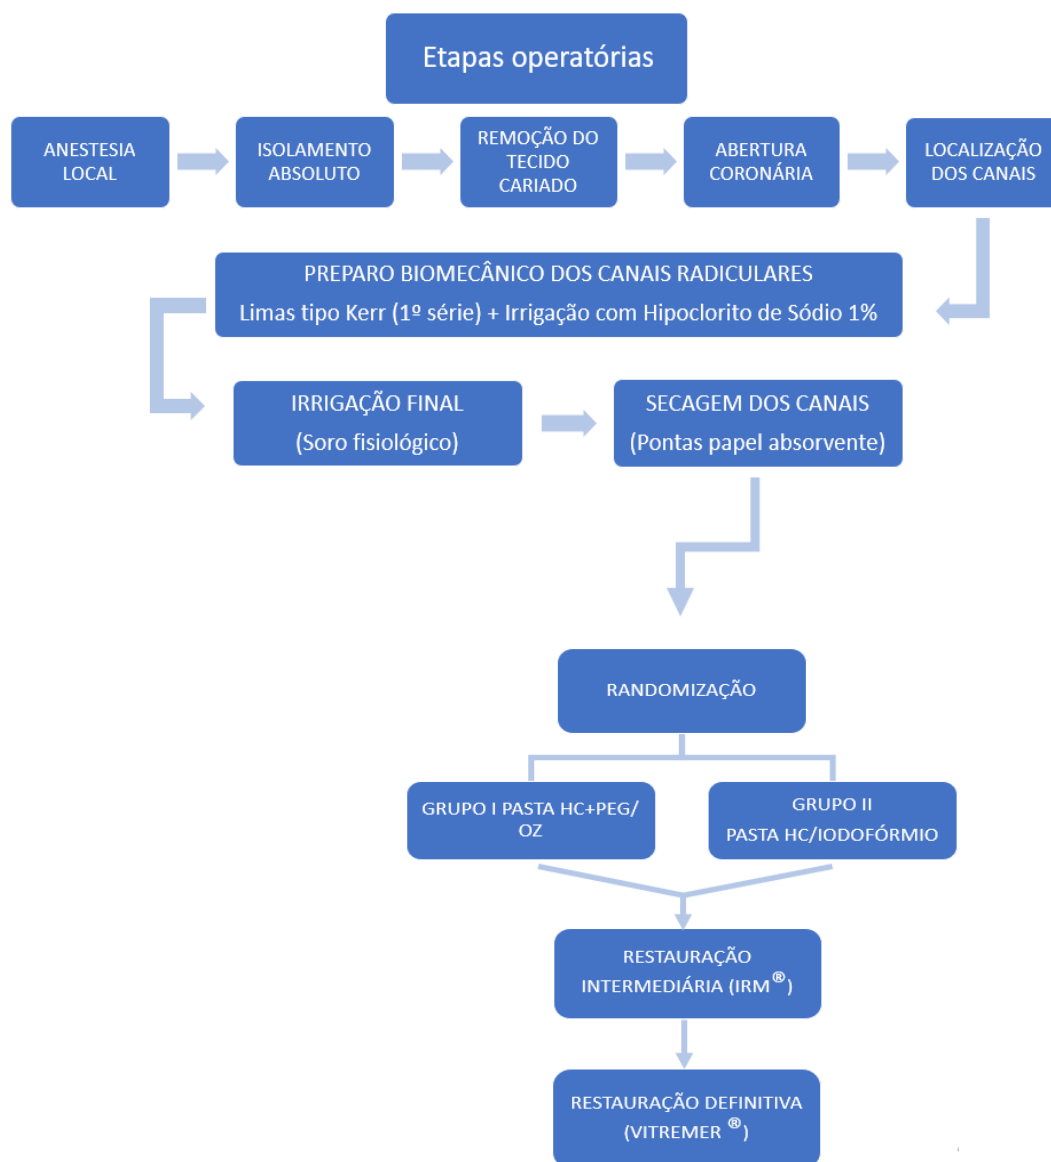 Etapas operatórias
ANESTESIA
LOCAL
ISOLAMENTO
ABSOLUTO
REMOÇÃO DO
TECIDO
CARIADO
ABERTURA
CORONÁRIA
LOCALIZAÇÃO
DOS CANAIS
PREPARO BIOMECÂNICO DOS CANAIS RADICULARES
Limas tipo Kerr (1º série) + Irrigação com Hipoclorito de Sódio 1%
IRRIGAÇÃO FINAL
(Soro fisiológico)
SECAGEM DOS CANAIS
(Pontas papel absorvente)
RANDOMIZAÇÃO
GRUPO I PASTA HC+PEG/
OZ
GRUPO II
PASTA HC/IODOFÓRMIO
RESTAURAÇÃO
INTERMEDIÁRIA (IRM®)
RESTAURAÇÃO DEFINITIVA
(VITREMER ®)